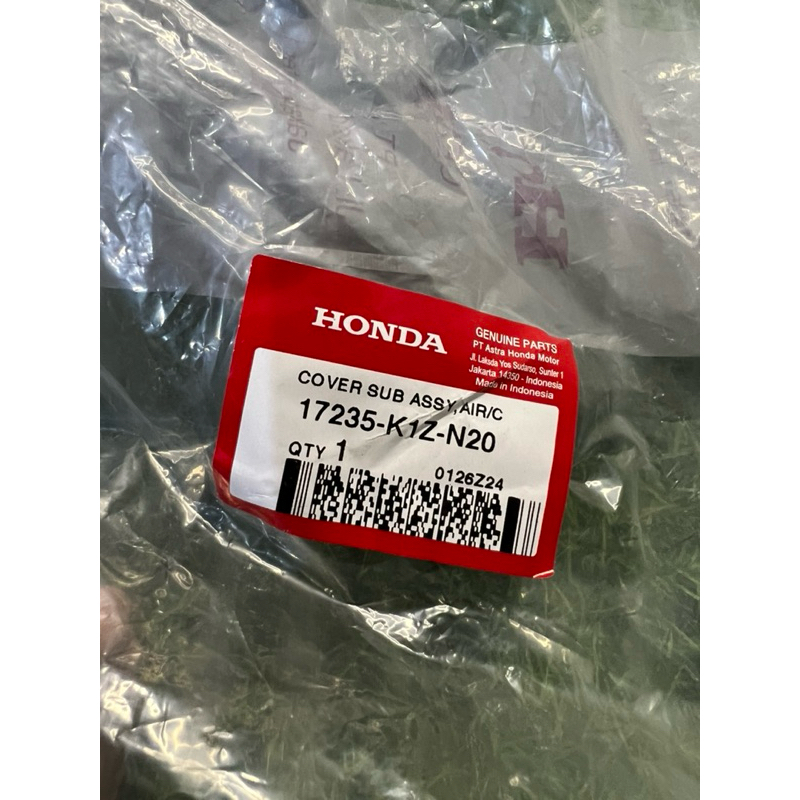 HONDA
GENUINE PARTS
PT Astra Honda Motor
Jl. Laksda Yos Sudarso, Sunter 1
Jakarta 14350 - Indonesia
Made in Indonesia
COVER SUB ASSY,AIR/C
17235-K1Z-N20
QTY 1
0126Z24